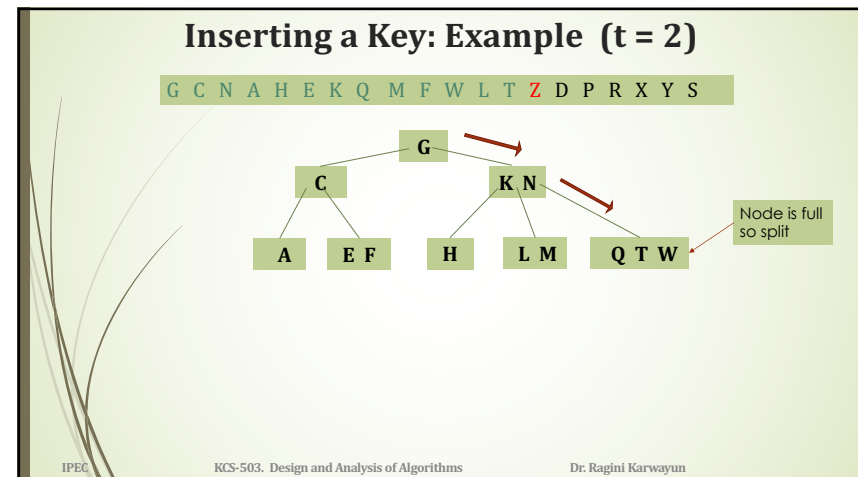 Inserting a Key: Example (t = 2)
G C N A H E K Q M F W L T Z D P R X Y S
G
C
K N
A
E F
H
L M
Q T W
Node is full
so split
IPEC
KCS-503. Design and Analysis of Algorithms
Dr. Ragini Karwayun